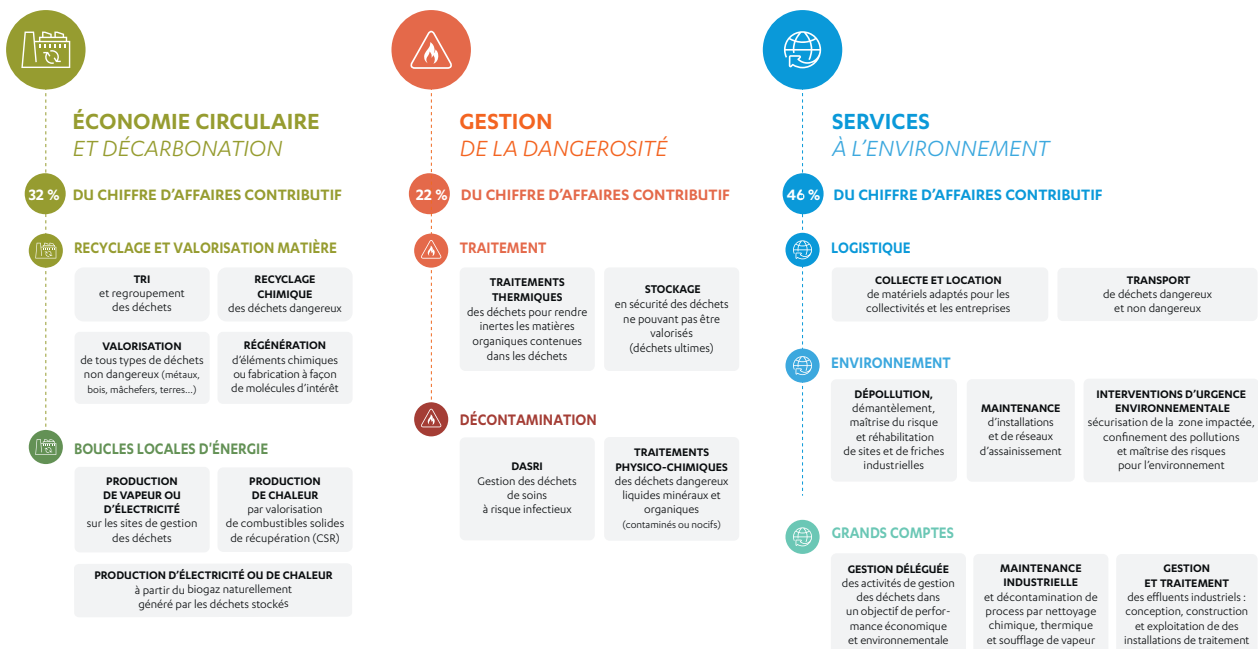 ÉCONOMIE CIRCULAIRE
ET DÉCARBONATION
32 %
DU CHIFFRE D'AFFAIRES CONTRIBUTIF
RECYCLAGE ET VALORISATION MATIÈRE
TRI
et regroupement
des déchets
RECYCLAGE
CHIMIQUE
des déchets dangereux
VALORISATION
de tous types de déchets
non dangereux (métaux,
bois, mâchefers, terres...)
RÉGÉNÉRATION
d'éléments chimiques
ou fabrication à façon
de molécules d'intérêt
BOUCLES LOCALES D'ÉNERGIE
PRODUCTION
DE VAPEUR OU
D'ÉLECTRICITÉ
sur les sites de gestion
des déchets
PRODUCTION
DE CHALEUR
par valorisation
de combustibles solides
de récupération (CSR)
PRODUCTION D'ÉLECTRICITÉ OU DE CHALEUR
à partir du biogaz naturellement
généré par les déchets stockés
GESTION
DE LA DANGEROSITÉ
22 %
DU CHIFFRE D'AFFAIRES CONTRIBUTIF
TRAITEMENT
TRAITEMENTS
THERMIQUES
des déchets pour rendre
inertes les matières
organiques contenues
dans les déchets
STOCKAGE
en sécurité des déchets
ne pouvant pas être
valorisés
(déchets ultimes)
DÉCONTAMINATION
DASRI
Gestion des déchets
de soins
à risque infectieux
TRAITEMENTS
PHYSICO-CHIMIQUES
des déchets dangereux
liquides minéraux et
organiques
(contaminés ou nocifs)
SERVICES
À L'ENVIRONNEMENT
46 %
DU CHIFFRE D'AFFAIRES CONTRIBUTIF
LOGISTIQUE
COLLECTE ET LOCATION
de matériels adaptés pour les
collectivités et les entreprises
TRANSPORT
de déchets dangereux
et non dangereux
ENVIRONNEMENT
DÉPOLLUTION,
démantèlement,
maîtrise du risque
et réhabilitation
de sites et de friches
industrielles
MAINTENANCE
d'installations
et de réseaux
d'assainissement
INTERVENTIONS D'URGENCE
ENVIRONNEMENTALE
sécurisation de la zone impactée,
confinement des pollutions
et maîtrise des risques
pour l'environnement
GRANDS COMPTES
GESTION DÉLÉGUÉE
des activités de gestion
des déchets dans
un objectif de perfor-
mance économique
et environnementale
MAINTENANCE
INDUSTRIELLE
et décontamination de
process par nettoyage
chimique, thermique
et soufflage de vapeur
GESTION
ET TRAITEMENT
des effluents industriels :
conception, construction
et exploitation de des
installations de traitement